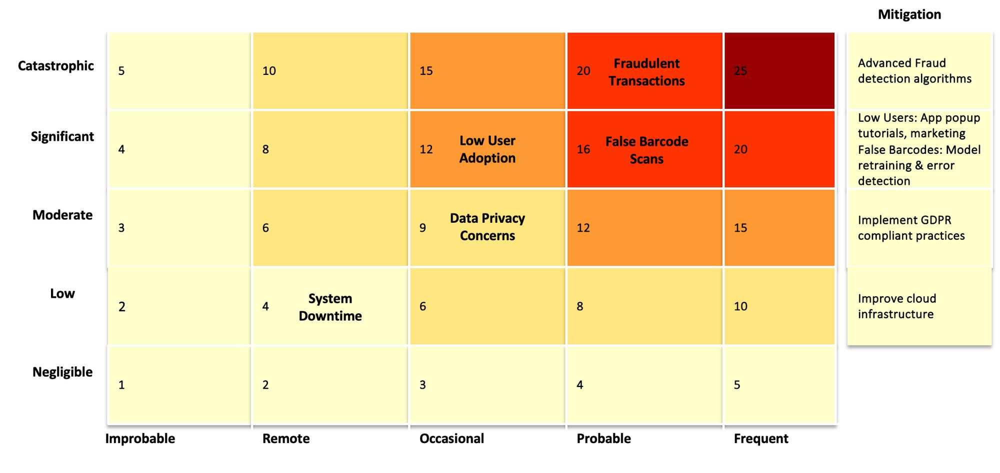 Mitigation
Catastrophic
5
10
15
20
Fraudulent
Transactions
25
Advanced Fraud
detection algorithms
Significant
4
8
12
Low User
Adoption
16
False Barcode
Scans
20
Low Users: App popup
tutorials, marketing
False Barcodes: Model
retraining & error
detection
Moderate
3
6
9
Data Privacy
Concerns
12
15
Implement GDPR
compliant practices
Low
2
4
System
Downtime
6
8
10
Improve cloud
infrastructure
Negligible
1
2
3
4
5
Improbable
Remote
Occasional
Probable
Frequent